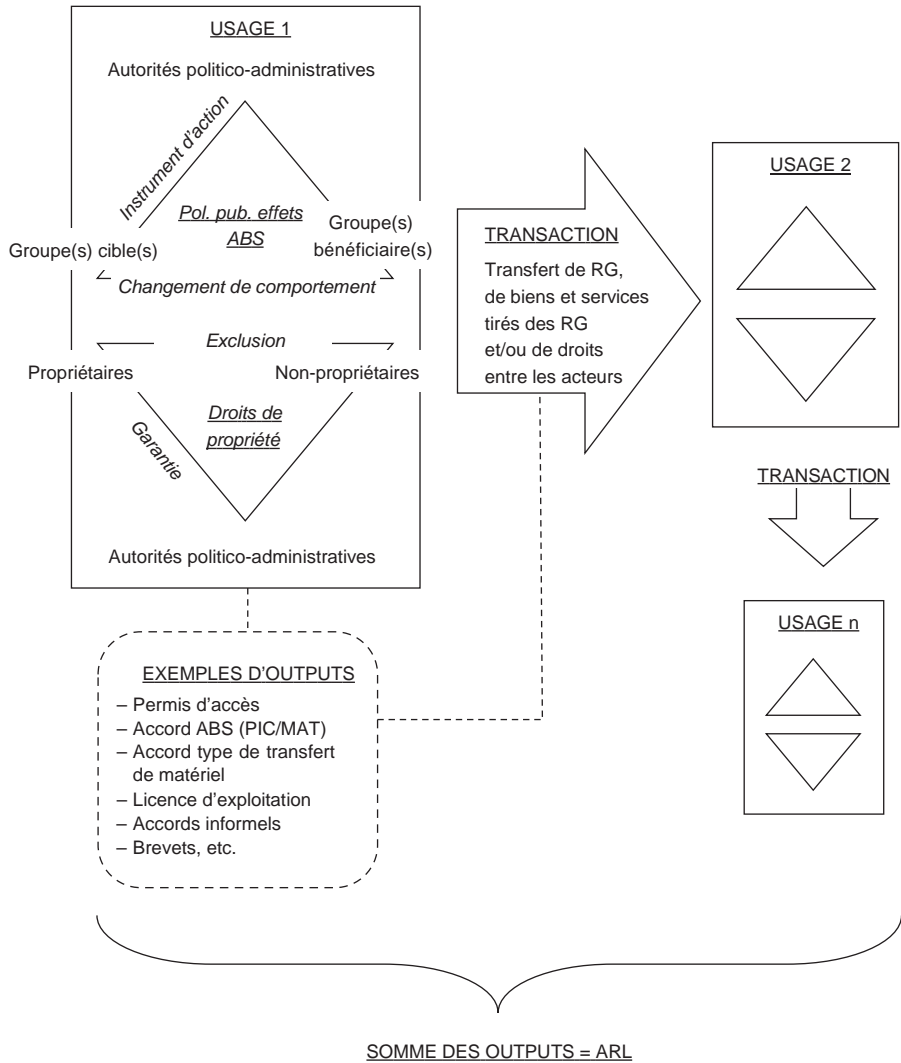 USAGE 1
Autorités politico-administratives
Instrument d'action
Pol. pub. effets
ABS
Groupe(s) cible(s)
Groupe(s)
bénéficiaire(s)
Changement de comportement
Exclusion
Propriétaires
Non-propriétaires
Droits de
propriété
Garantie
Autorités politico-administratives
TRANSACTION
Transfert de RG,
de biens et services
tirés des RG
et/ou de droits
entre les acteurs
USAGE 2
TRANSACTION
USAGE n
EXEMPLES D'OUTPUTS
– Permis d'accès
– Accord ABS (PIC/MAT)
– Accord type de transfert
de matériel
– Licence d'exploitation
– Accords informels
– Brevets, etc.
SOMME DES OUTPUTS = ARL